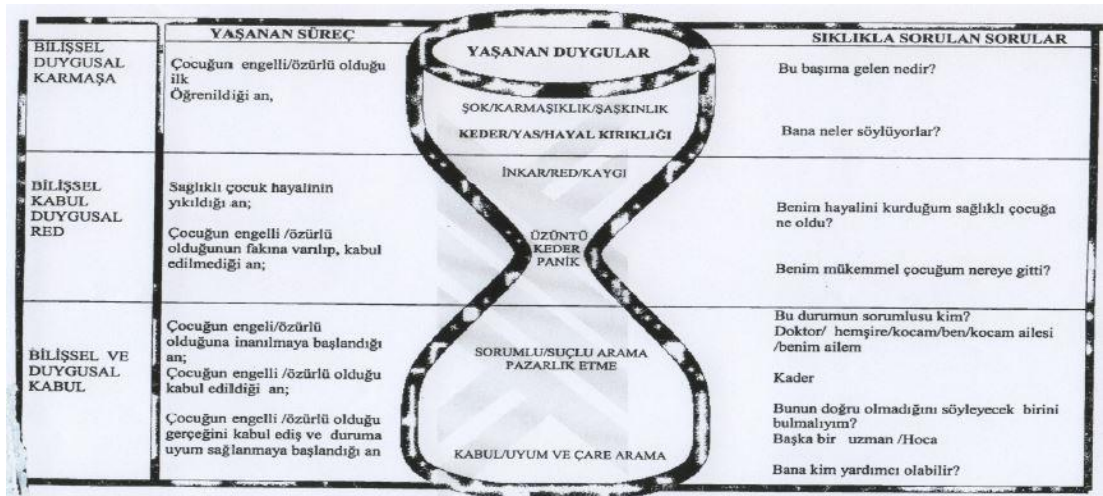 YAŞANAN SÜREÇ
YAŞANAN DUYGULAR
SIKLIKLA SORULAN SORULAR
BİLİŞSEL
DUYGUSAL
KARMAŞA
Çocuğun engelli/özürlü olduğu
ilk
Öğrenildiği an,
ŞOK/KARMAŞIKLIK/ŞAŞKINLIK
KEDER/YAS/HAYAL KIRIKLIĞI
Bu başıma gelen nedir?
Bana neler söylüyorlar?
BİLİŞSEL
KABUL
DUYGUSAL
RED
Sağlıklı çocuk hayalinin
yıkıldığı an;
Çocuğun engelli /özürlü
olduğunun fakına varılıp, kabul
edilmediği an;
İNKAR/RED/KAYGI
ÜZÜNTÜ
KEDER
PANİK
Benim hayalini kurduğum sağlıklı çocuğa
ne oldu?
Benim mükemmel çocuğum nereye gitti?
BİLİŞSEL VE
DUYGUSAL
KABUL
Çocuğun engeli/özürlü
olduğuna inanılmaya başlandığı
an;
Çocuğun engelli /özürlü olduğu
kabul edildiği an;
Çocuğun engelli /özürlü olduğu
gerçeğini kabul ediş ve duruma
uyum sağlanmaya başlandığı an
SORUMLU/SUÇLU ARAMA
PAZARLIK ETME
KABUL/UYUM VE ÇARE ARAMA
Bu durumun sorumlusu kim?
Doktor/ hemşire/kocam/ben/kocam ailesi
/benim ailem
Kader
Bunun doğru olmadığını söyleyecek birini
bulmalıyım?
Başka bir uzman /Hoca
Bana kim yardımcı olabilir?